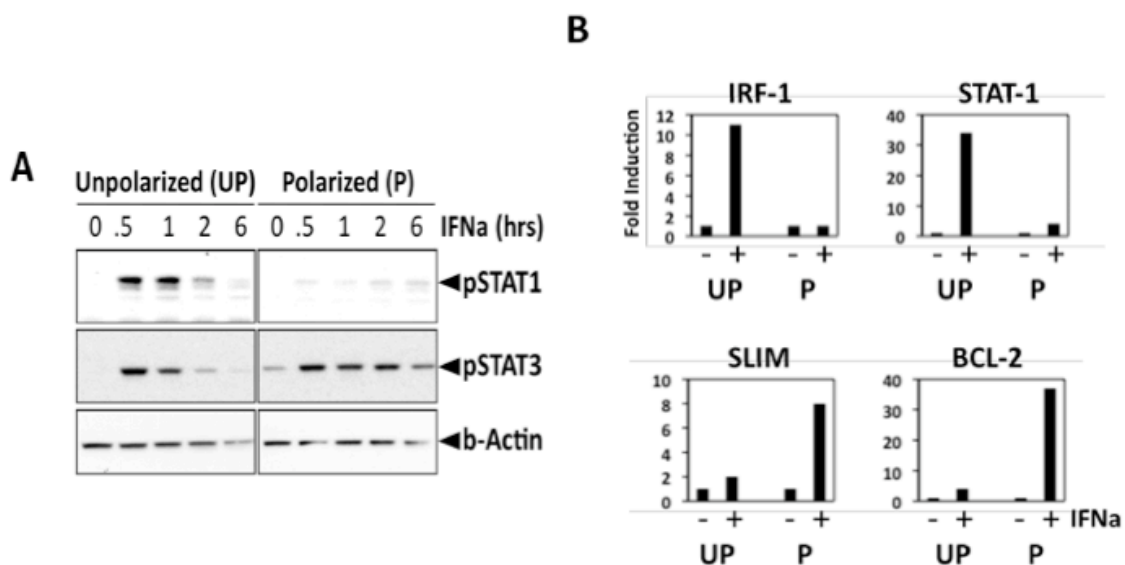 A
Unpolarized (UP) Polarized (P)
0 .5 1 2 6 0 .5 1 2 6 IFNa (hrs)
pSTAT1
pSTAT3
b-Actin
B
IRF-1
Fold Induction
12
10
8
6
4
2
0
- + - +
UP P
STAT-1
40
30
20
10
0
- + - +
UP P
SLIM
10
8
6
4
2
0
- + - +
UP P
BCL-2
40
30
20
10
0
- + - + IFNa
UP P